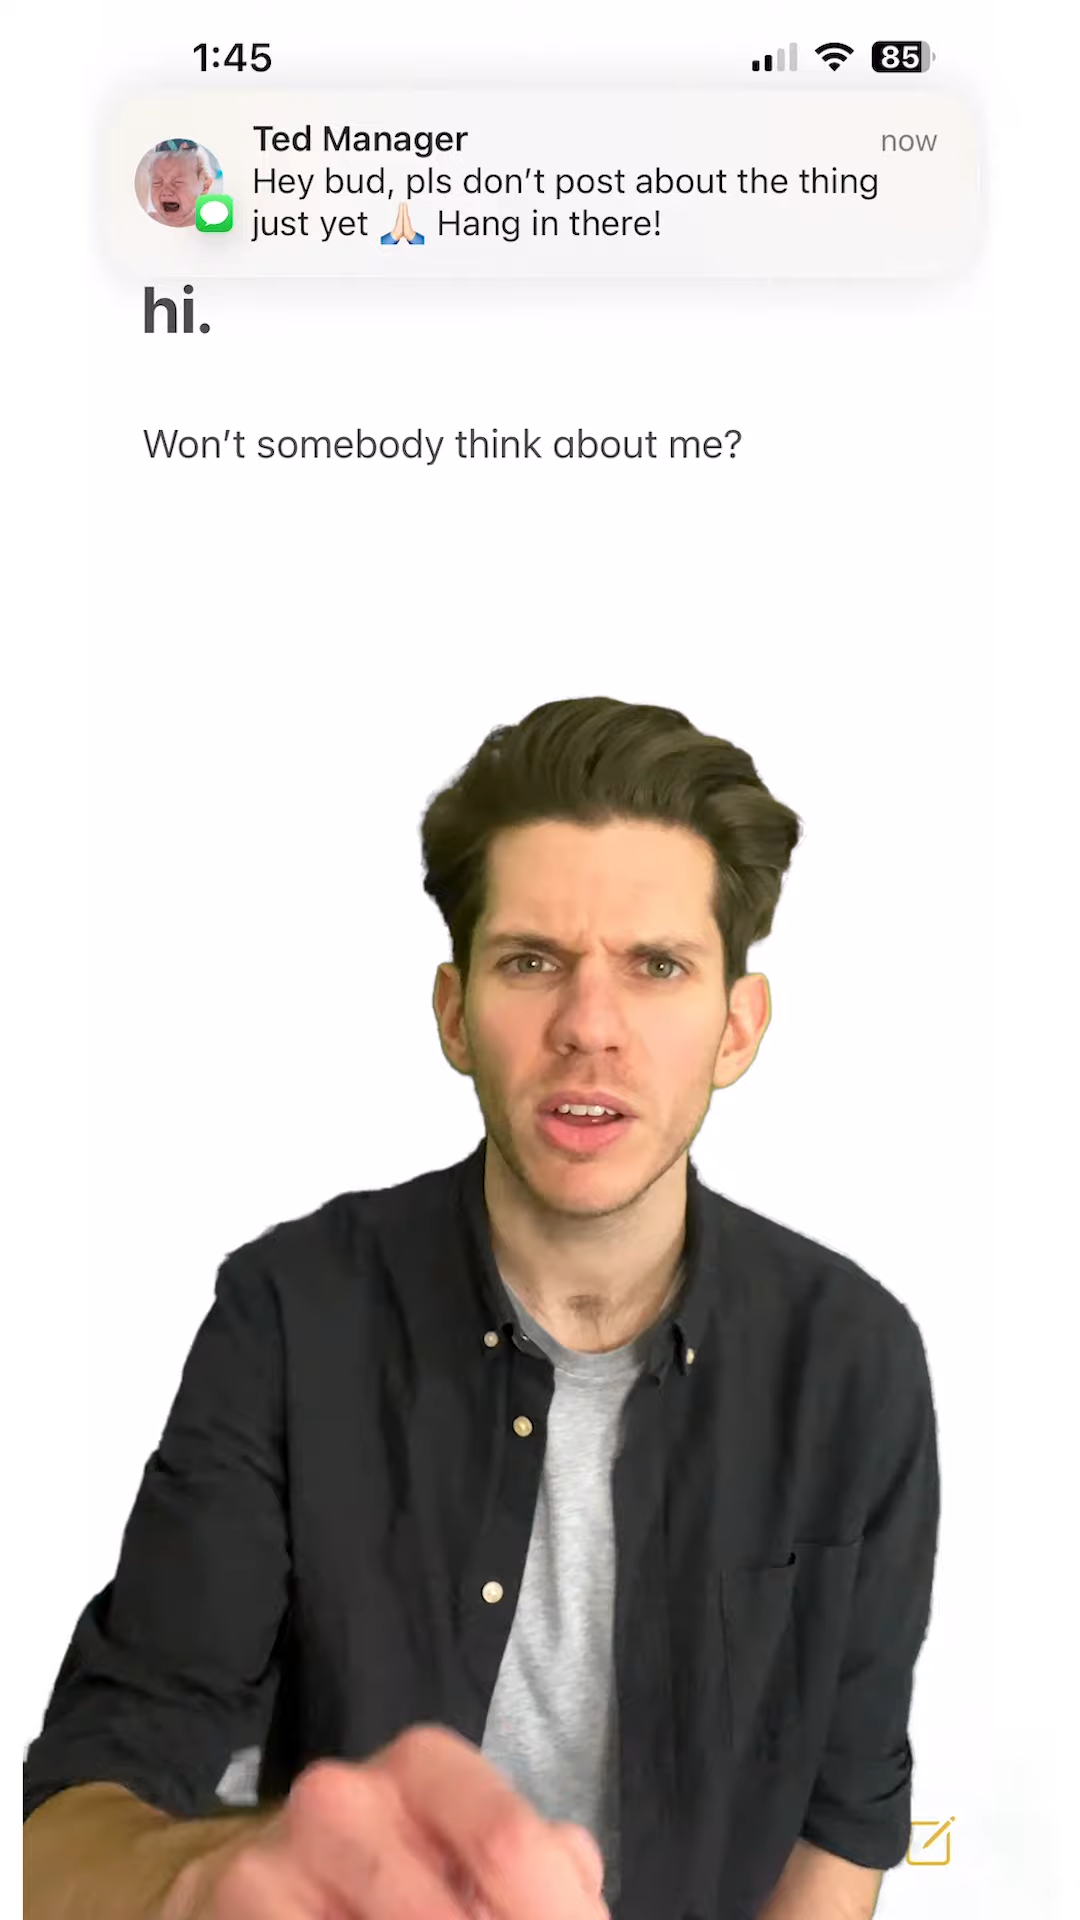 1:45
85
Ted Manager
now
Hey bud, pls don’t post about the thing
just yet 🙏🏻 Hang in there!
hi.
Won’t somebody think about me?